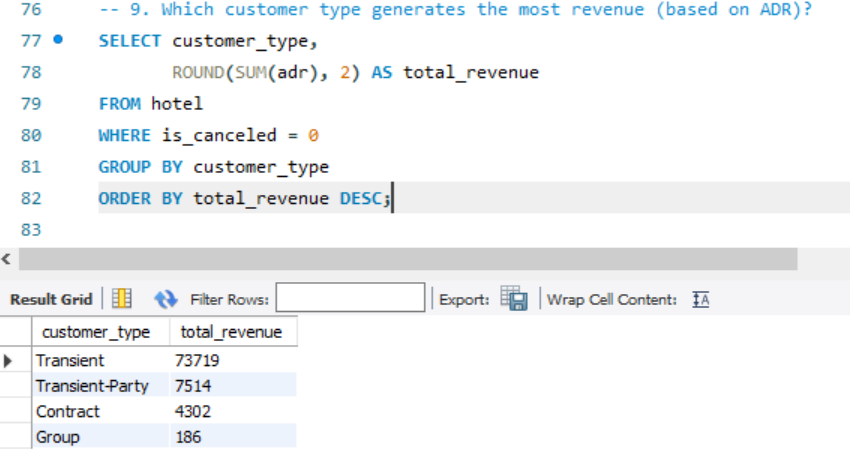 76 -- 9. Which customer type generates the most revenue (based on ADR)?
77 SELECT customer_type,
78 ROUND(SUM(adr), 2) AS total_revenue
79 FROM hotel
80 WHERE is_canceled = 0
81 GROUP BY customer_type
82 ORDER BY total_revenue DESC;
83
Result Grid Filter Rows: Export: Wrap Cell Content: IA
customer_type total_revenue
Transient 73719
Transient-Party 7514
Contract 4302
Group 186